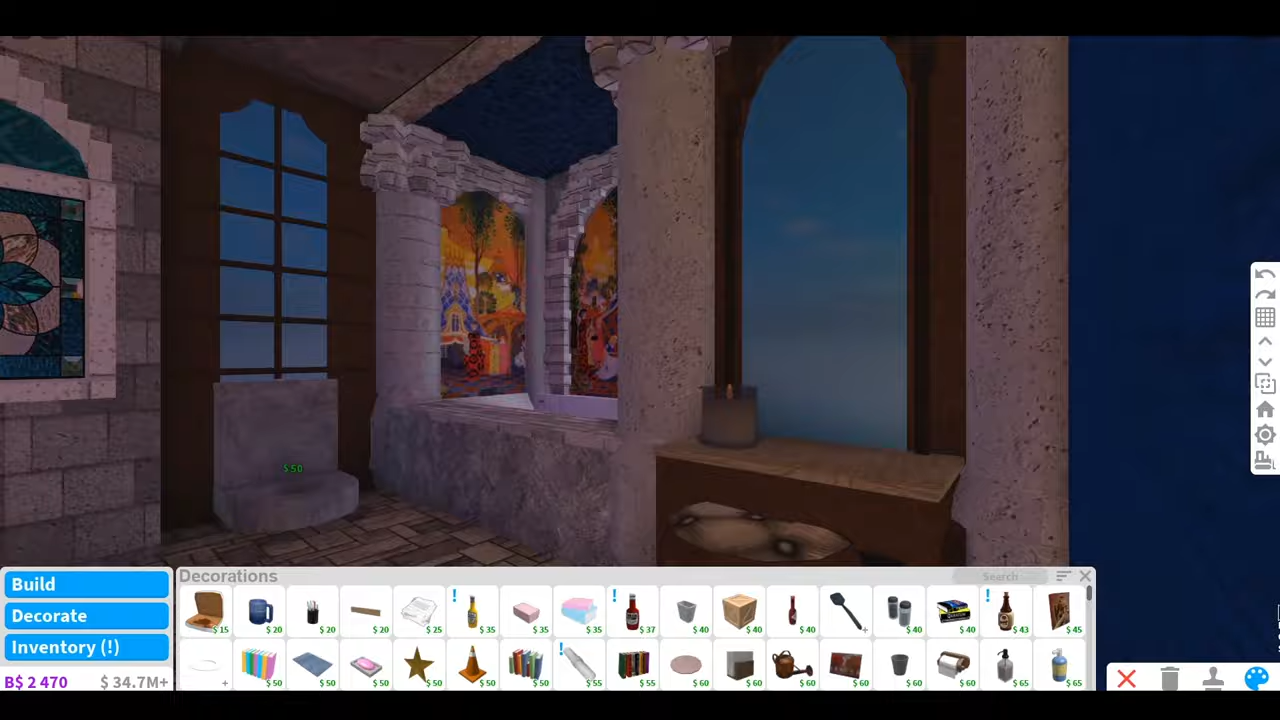 $ 50
Build
Decorate
Inventory (!)
B$ 2 470
$ 34.7M+
Decorations
Search
$ 15
$ 20
$ 20
$ 20
$ 25
! $ 35
$ 35
$ 35
! $ 37
$ 40
$ 40
$ 40
+
$ 40
$ 40
! $ 43
$ 45
+
$ 50
$ 50
$ 50
$ 50
$ 50
$ 50
! $ 55
$ 55
$ 60
$ 60
$ 60
$ 60
$ 60
$ 60
$ 65
$ 65